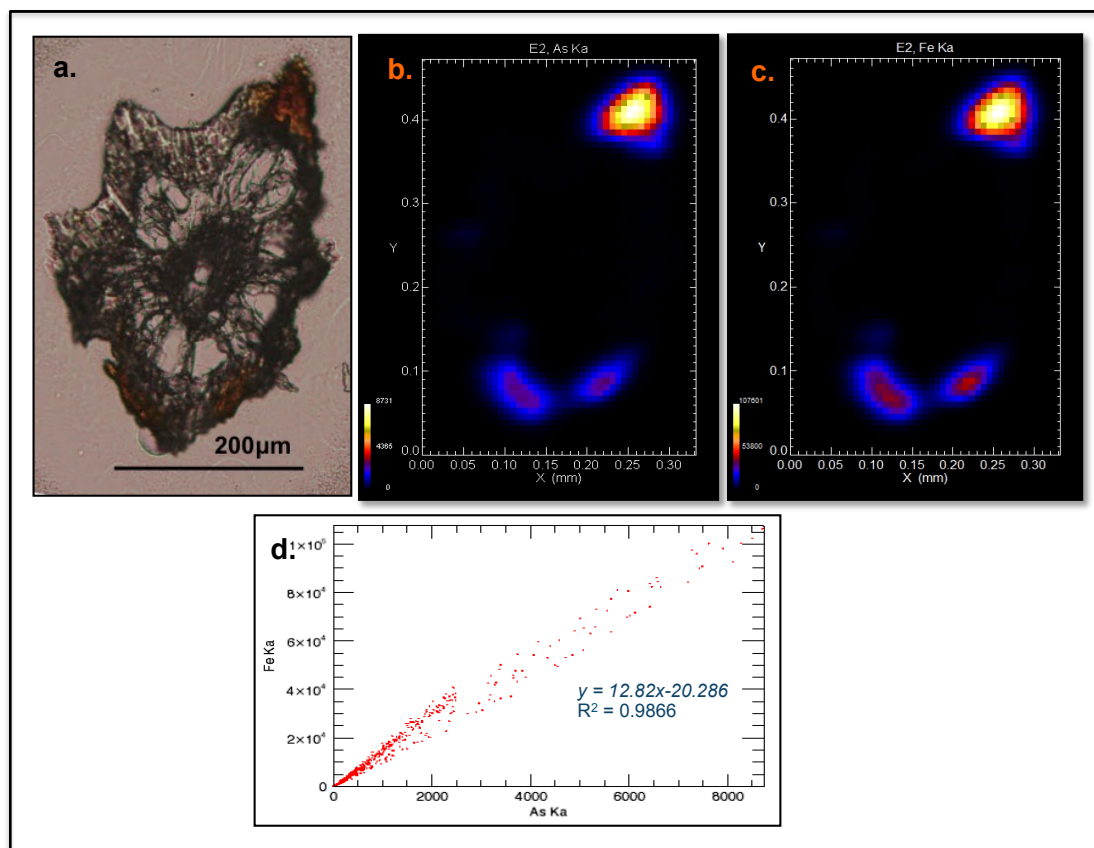 a.
200µm
b.
E2, As Ka
0.4
0.3
Y
0.2
0.1
0.0
8731
4365
0
0.00 0.05 0.10 0.15 0.20 0.25 0.30
X (mm)
c.
E2, Fe Ka
0.4
0.3
Y
0.2
0.1
0.0
107601
53800
0
0.00 0.05 0.10 0.15 0.20 0.25 0.30
X (mm)
d.
1×10⁵
8×10⁴
6×10⁴
4×10⁴
2×10⁴
0
Fe Ka
y = 12.82x-20.286
R² = 0.9866
0 2000 4000 6000 8000
As Ka